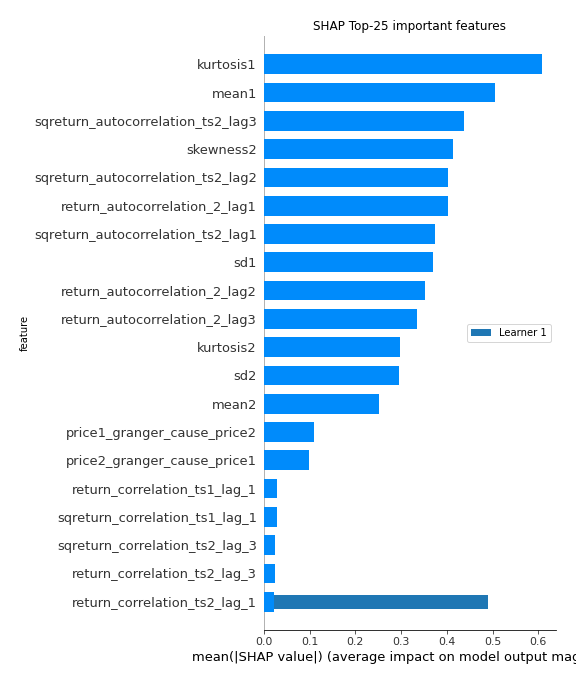 SHAP Top-25 important features
kurtosis1
mean1
sqreturn_autocorrelation_ts2_lag3
skewness2
sqreturn_autocorrelation_ts2_lag2
return_autocorrelation_2_lag1
sqreturn_autocorrelation_ts2_lag1
sd1
return_autocorrelation_2_lag2
return_autocorrelation_2_lag3
kurtosis2
sd2
mean2
price1_granger_cause_price2
price2_granger_cause_price1
return_correlation_ts1_lag_1
sqreturn_correlation_ts1_lag_1
sqreturn_correlation_ts2_lag_3
return_correlation_ts2_lag_3
return_correlation_ts2_lag_1
feature
Learner 1
0.0 0.1 0.2 0.3 0.4 0.5 0.6
mean(|SHAP value|) (average impact on model output mag